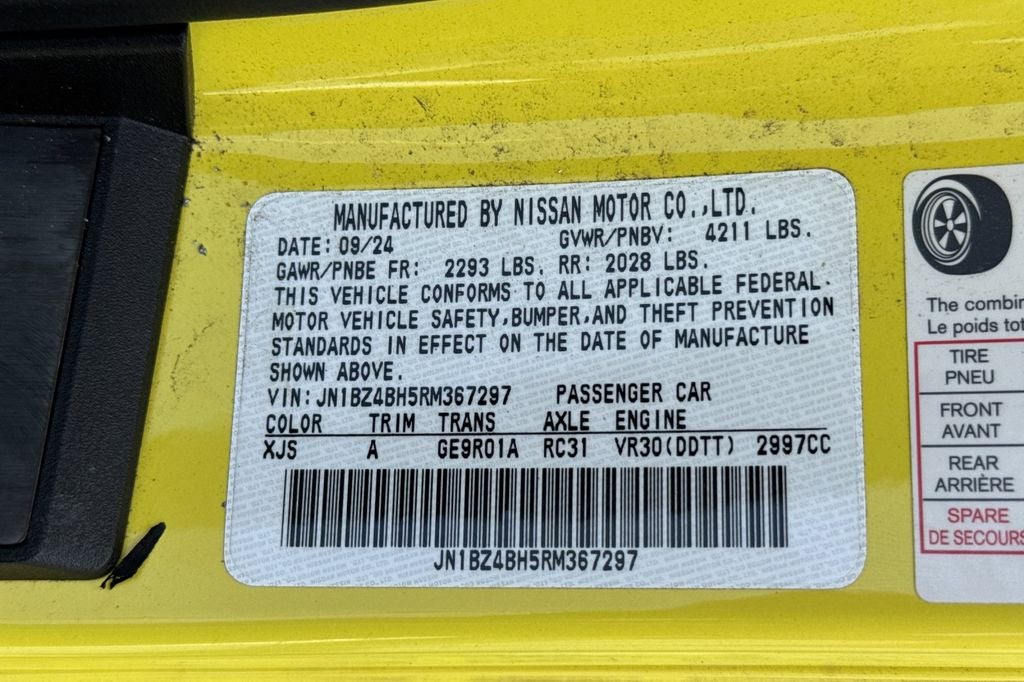 MANUFACTURED BY NISSAN MOTOR CO.,LTD.
DATE: 09/24 GVWR/PNBV: 4211 LBS.
GAWR/PNBE FR: 2293 LBS. RR: 2028 LBS.
THIS VEHICLE CONFORMS TO ALL APPLICABLE FEDERAL
MOTOR VEHICLE SAFETY,BUMPER,AND THEFT PREVENTION
STANDARDS IN EFFECT ON THE DATE OF MANUFACTURE
SHOWN ABOVE.
VIN: JN1BZ4BH5RM367297 PASSENGER CAR
COLOR TRIM TRANS AXLE ENGINE
XJS A GE9R01A RC31 VR30(DDTT) 2997CC
JN1BZ4BH5RM367297
The combin
Le poids tot
TIRE
PNEU
FRONT
AVANT
REAR
ARRIÈRE
SPARE
DE SECOURS